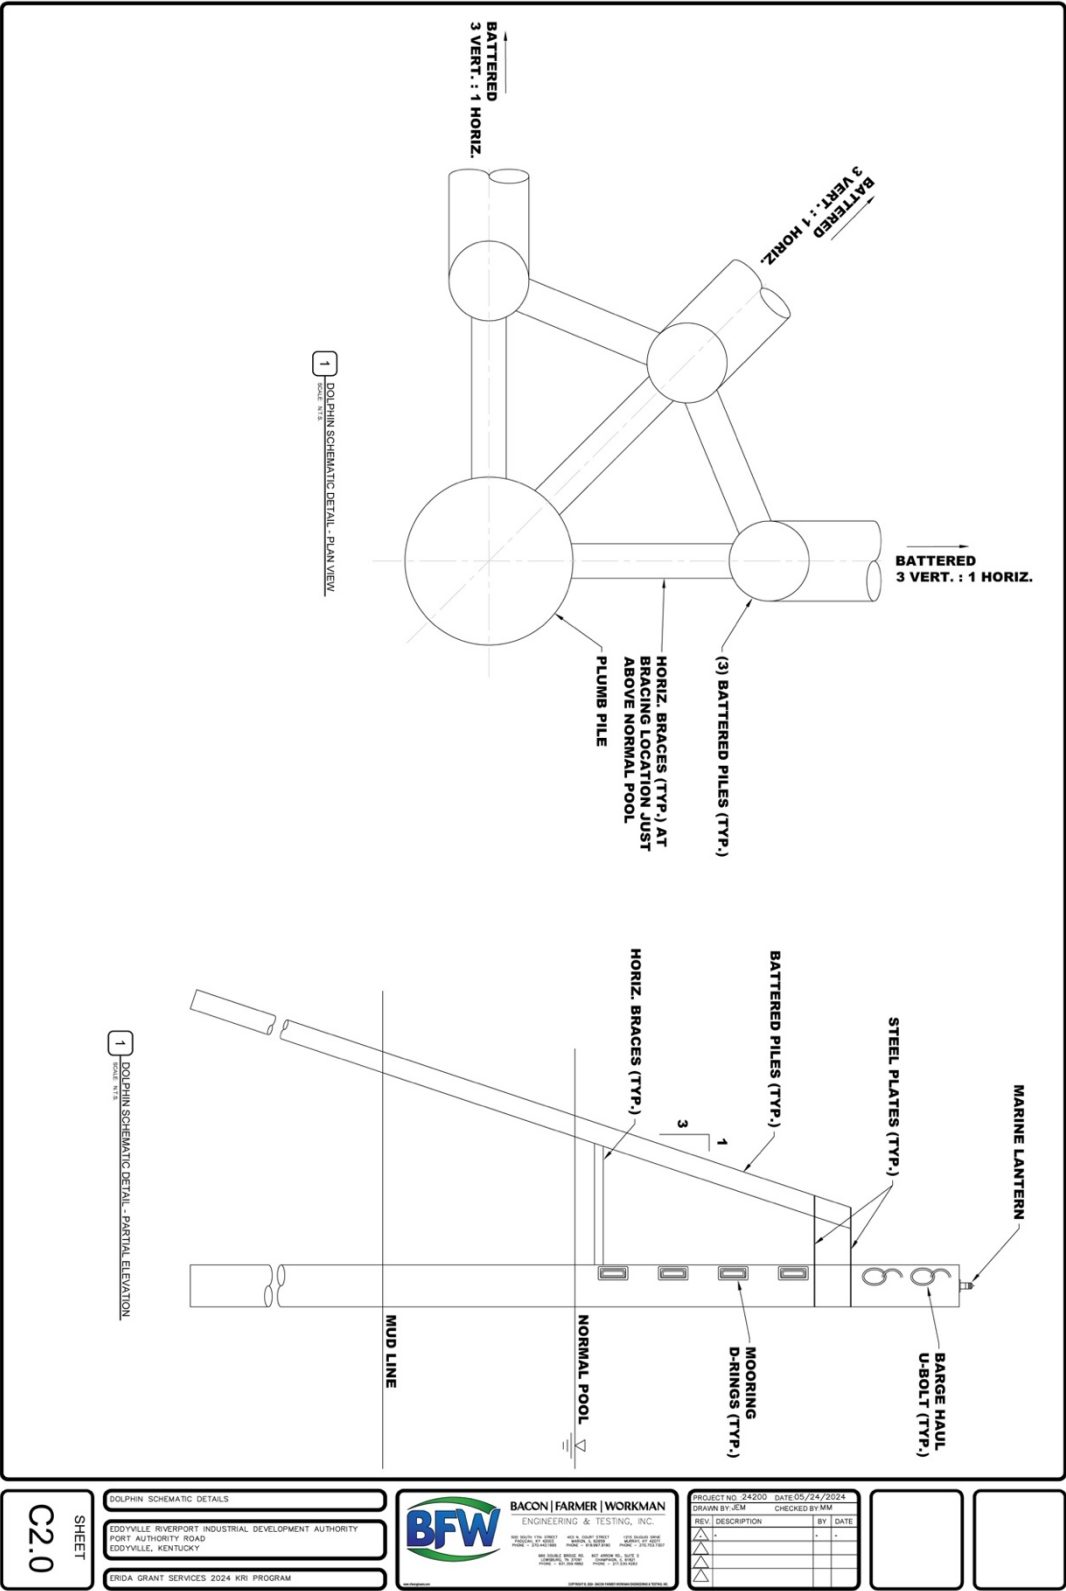 BATTERED
3 VERT. : 1 HORIZ.
BATTERED
3 VERT. : 1 HORIZ.
BATTERED
3 VERT. : 1 HORIZ.
(3) BATTERED PILES (TYP.)
HORIZ. BRACES (TYP.) AT
BRACING LOCATION JUST
ABOVE NORMAL POOL
PLUMB PILE
1
DOLPHIN SCHEMATIC DETAIL - PLAN VIEW
SCALE: N.T.S.
MARINE LANTERN
STEEL PLATES (TYP.)
BATTERED PILES (TYP.)
1
3
HORIZ. BRACES (TYP.)
BARGE HAUL
U-BOLT (TYP.)
MOORING
D-RINGS (TYP.)
NORMAL POOL
MUD LINE
1
DOLPHIN SCHEMATIC DETAIL - PARTIAL ELEVATION
SCALE: N.T.S.
SHEET
C2.0
DOLPHIN SCHEMATIC DETAILS
EDDYVILLE RIVERPORT INDUSTRIAL DEVELOPMENT AUTHORITY
PORT AUTHORITY ROAD
EDDYVILLE, KENTUCKY
ERIDA GRANT SERVICES 2024 KRI PROGRAM
BFW
BACON | FARMER | WORKMAN
ENGINEERING & TESTING, INC.
PROJECT NO. :24200 DATE:05/24/2024
DRAWN BY:JEM CHECKED BY:MM
REV. DESCRIPTION BY DATE